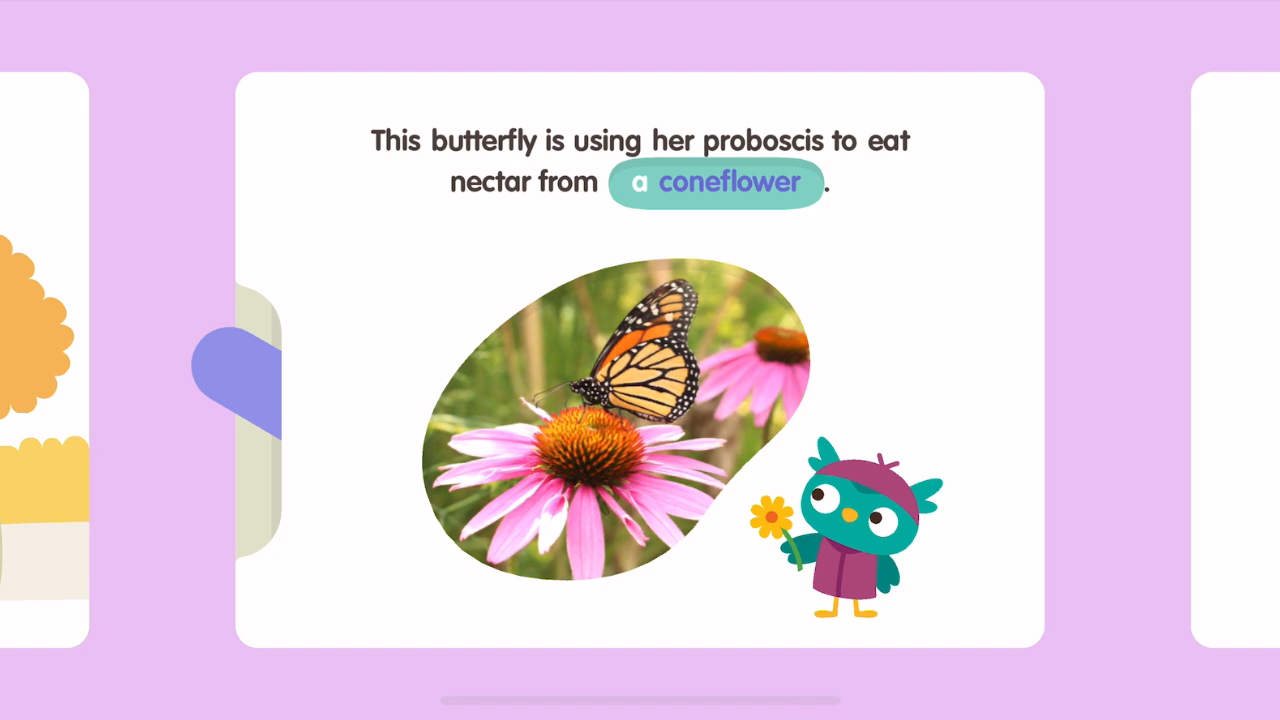 This butterfly is using her proboscis to eat
nectar from a coneflower.